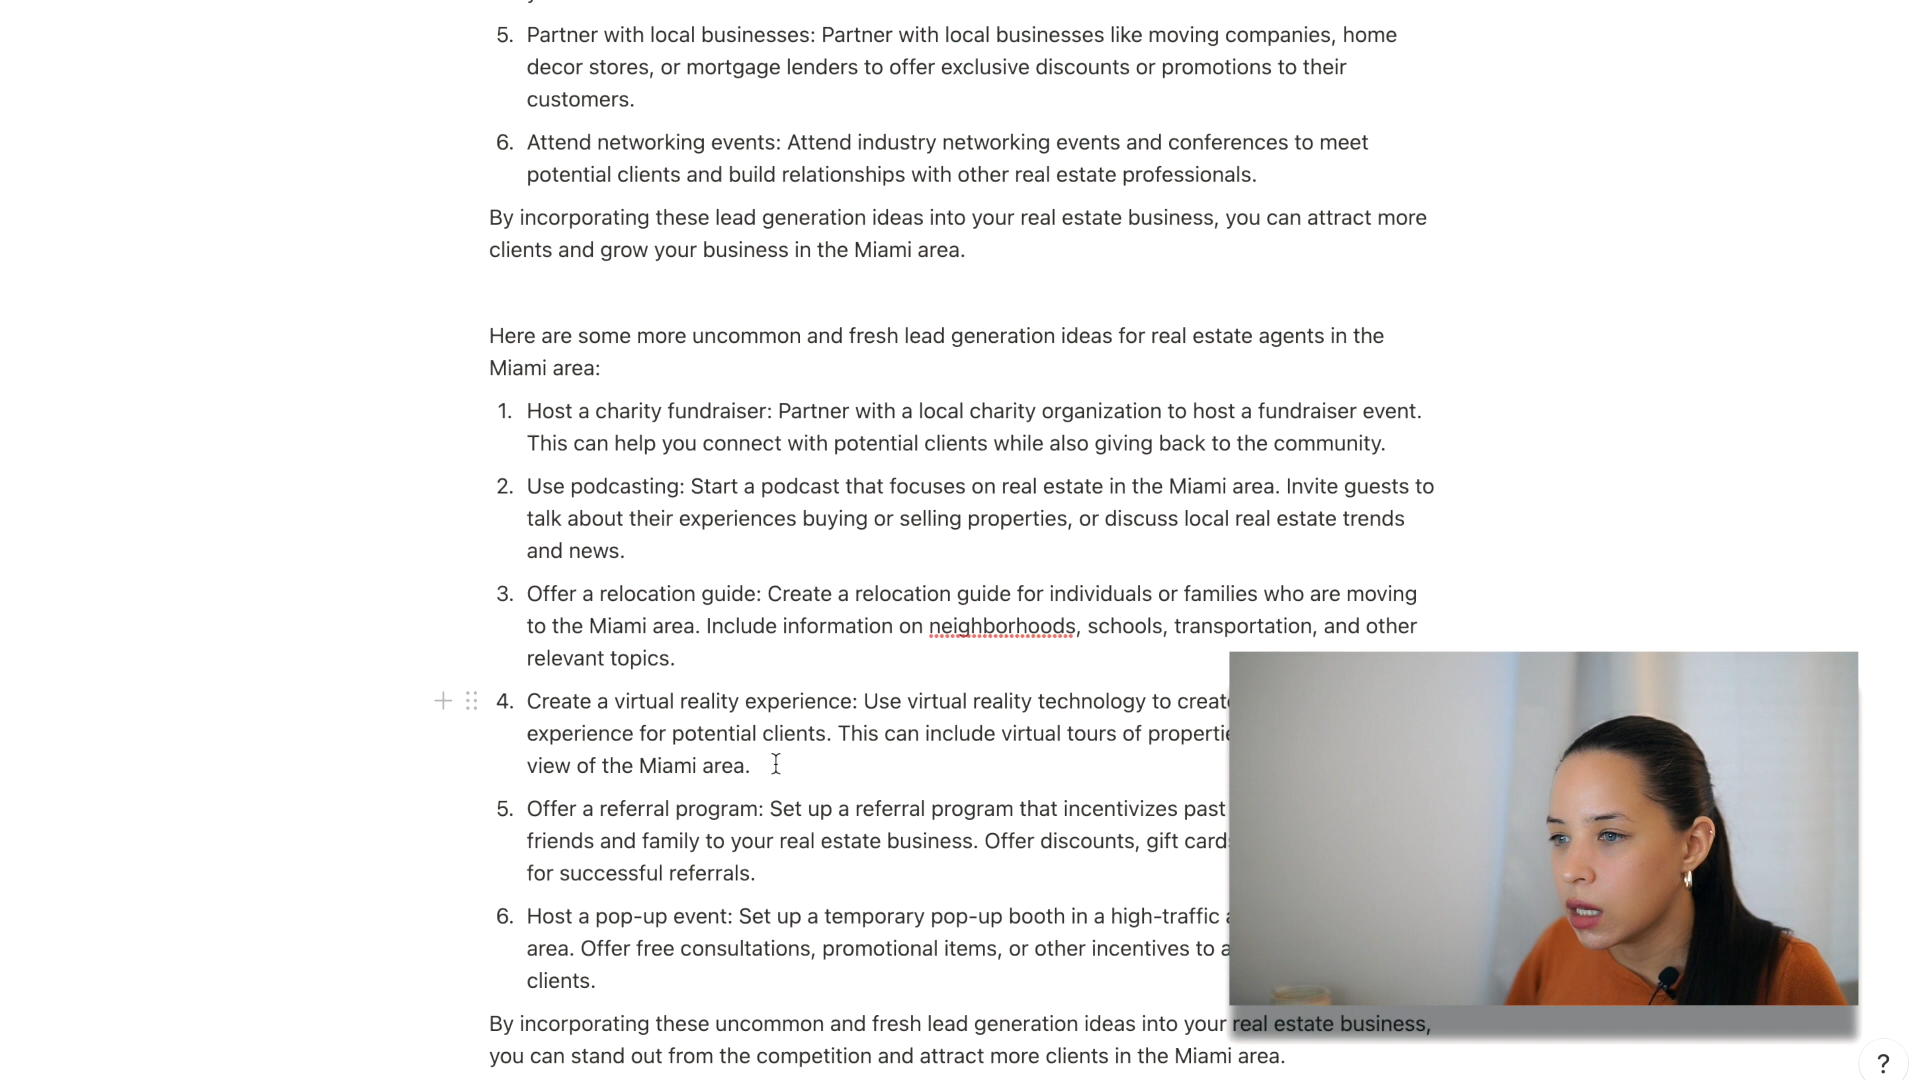 5. Partner with local businesses: Partner with local businesses like moving companies, home
decor stores, or mortgage lenders to offer exclusive discounts or promotions to their
customers.
6. Attend networking events: Attend industry networking events and conferences to meet
potential clients and build relationships with other real estate professionals.
By incorporating these lead generation ideas into your real estate business, you can attract more
clients and grow your business in the Miami area.
Here are some more uncommon and fresh lead generation ideas for real estate agents in the
Miami area:
1. Host a charity fundraiser: Partner with a local charity organization to host a fundraiser event.
This can help you connect with potential clients while also giving back to the community.
2. Use podcasting: Start a podcast that focuses on real estate in the Miami area. Invite guests to
talk about their experiences buying or selling properties, or discuss local real estate trends
and news.
3. Offer a relocation guide: Create a relocation guide for individuals or families who are moving
to the Miami area. Include information on neighborhoods, schools, transportation, and other
relevant topics.
4. Create a virtual reality experience: Use virtual reality technology to
experience for potential clients. This can include virtual tours of
view of the Miami area.
5. Offer a referral program: Set up a referral program that incentivizes past
friends and family to your real estate business. Offer discounts, gift
for successful referrals.
6. Host a pop-up event: Set up a temporary pop-up booth in a high-traffic
area. Offer free consultations, promotional items, or other incentives to
clients.
By incorporating these uncommon and fresh lead generation ideas into your real estate business,
you can stand out from the competition and attract more clients in the Miami area.
?